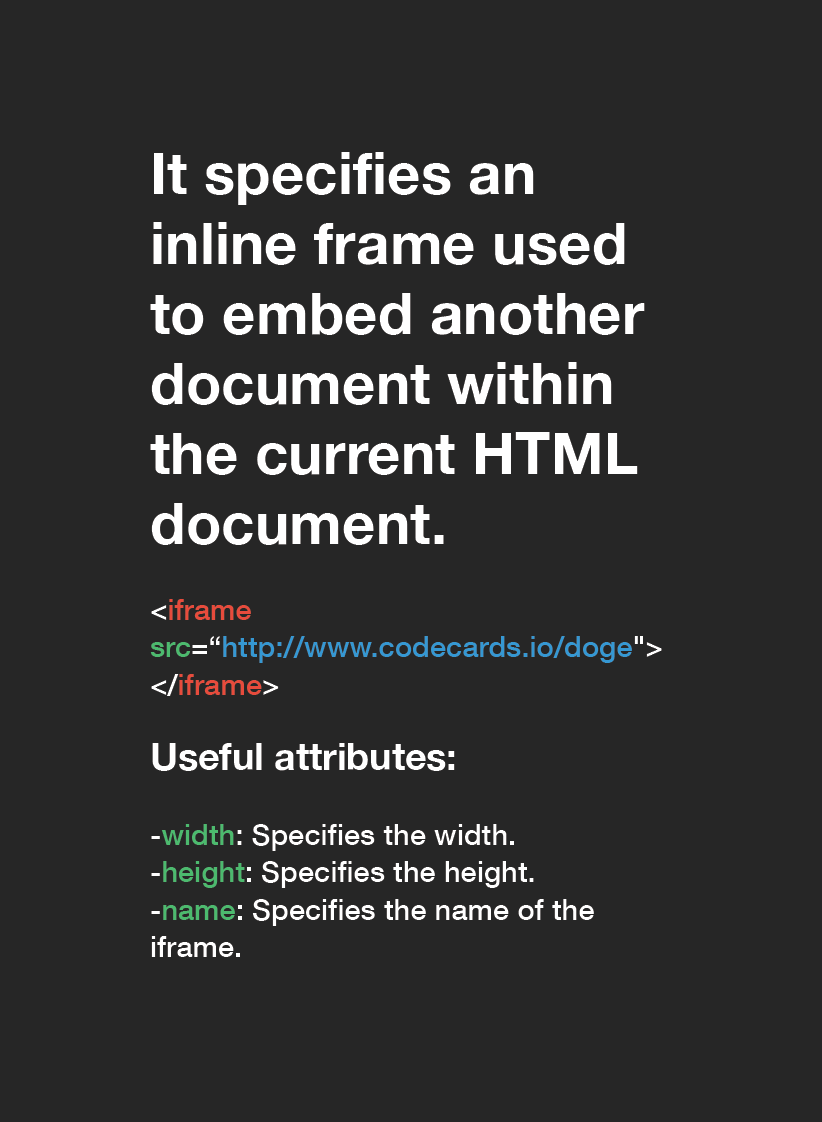 It specifies an
inline frame used
to embed another
document within
the current HTML
document.
<iframe
src=“http://www.codecards.io/doge">
</iframe>
Useful attributes:
-width: Specifies the width.
-height: Specifies the height.
-name: Specifies the name of the
iframe.